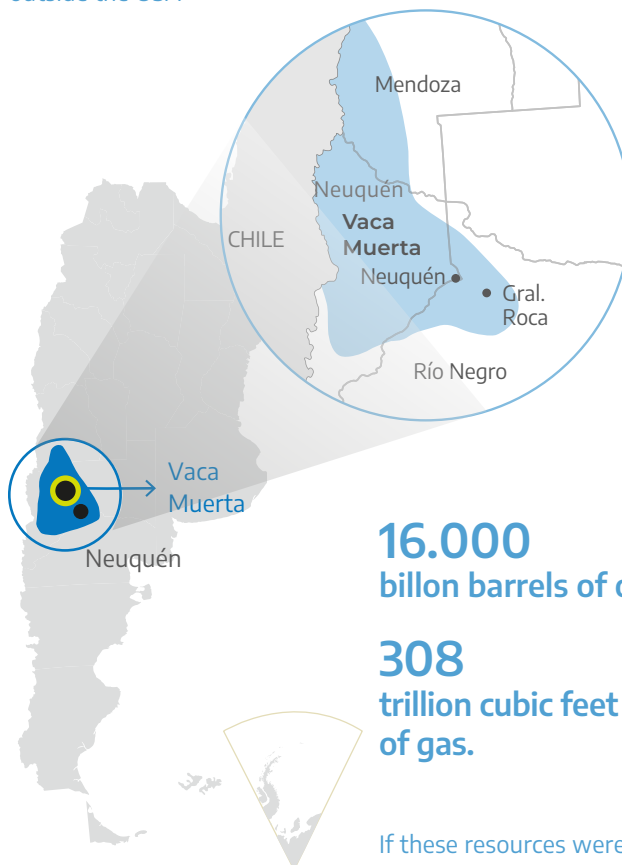 Mendoza
Neuquén
CHILE
Vaca
Muerta
Neuquén
Gral.
Roca
Río Negro
Vaca
Muerta
Neuquén
16.000
billon barrels of
308
trillion cubic feet
of gas.
If these resources were